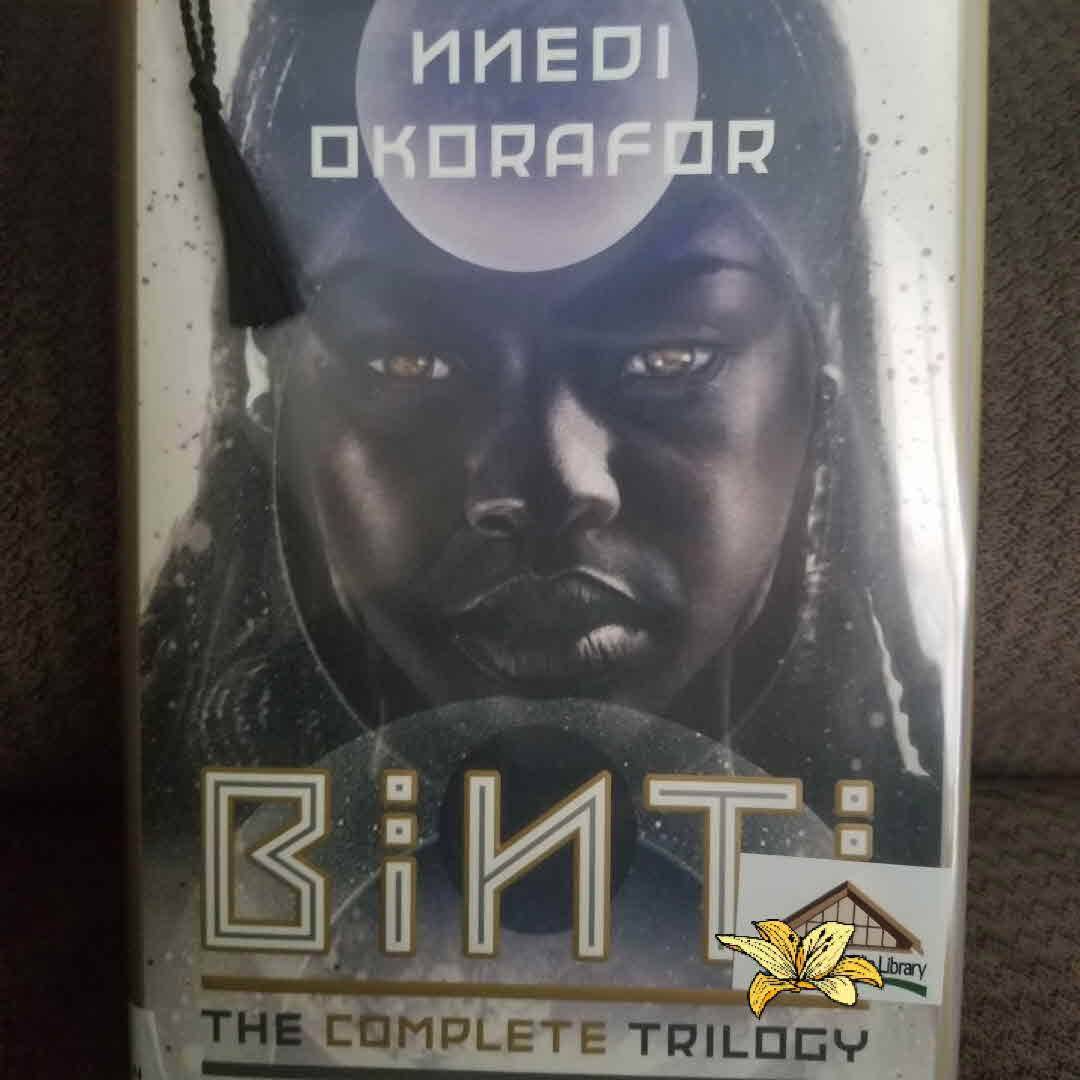 NNEDI
OKORAFOR
BiNTi
Library
THE COMPLETE TRILOGY